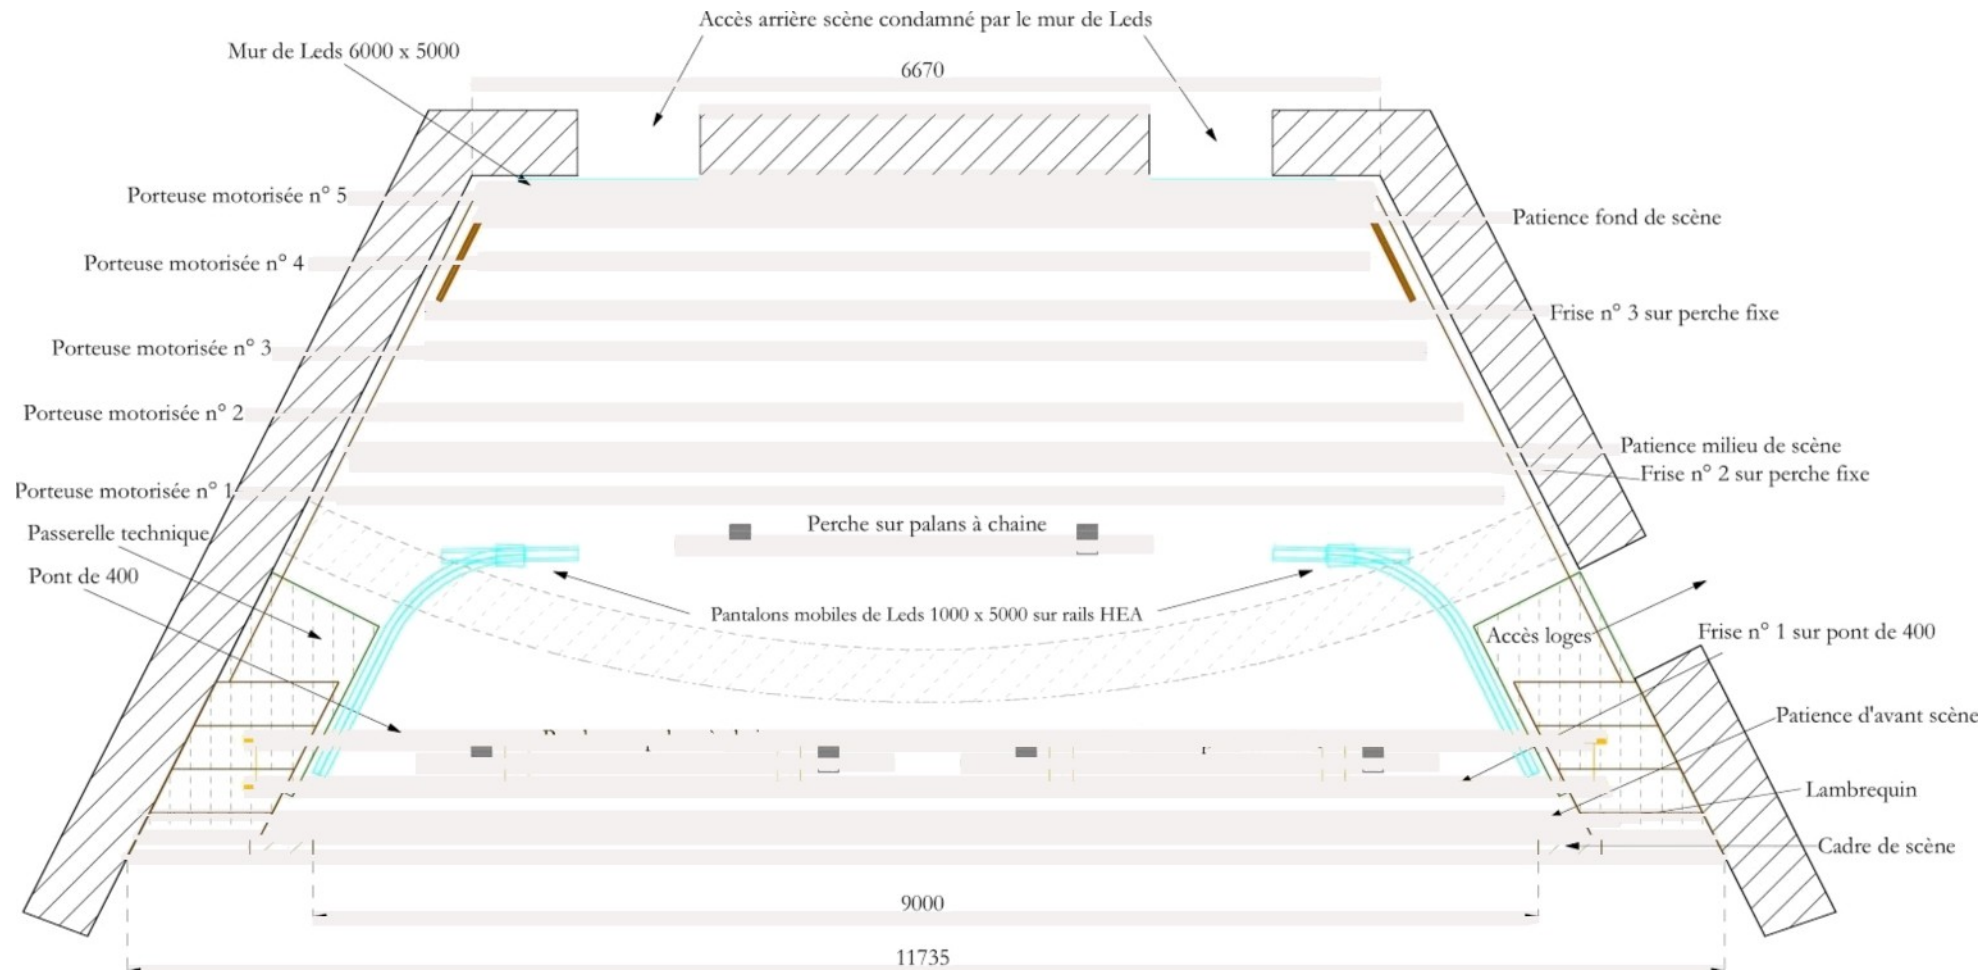 Accès arrière scène condamné par le mur de Leds
Mur de Leds 6000 x 5000
6670
Porteuse motorisée n° 5
Patience fond de scène
Porteuse motorisée n° 4
Frise n° 3 sur perche fixe
Porteuse motorisée n° 3
Porteuse motorisée n° 2
Patience milieu de scène
Frise n° 2 sur perche fixe
Porteuse motorisée n° 1
Perche sur palans à chaine
Passerelle technique
Pont de 400
Pantalons mobiles de Leds 1000 x 5000 sur rails HEA
Accès loges
Frise n° 1 sur pont de 400
Patience d'avant scène
Lambrequin
Cadre de scène
9000
11735